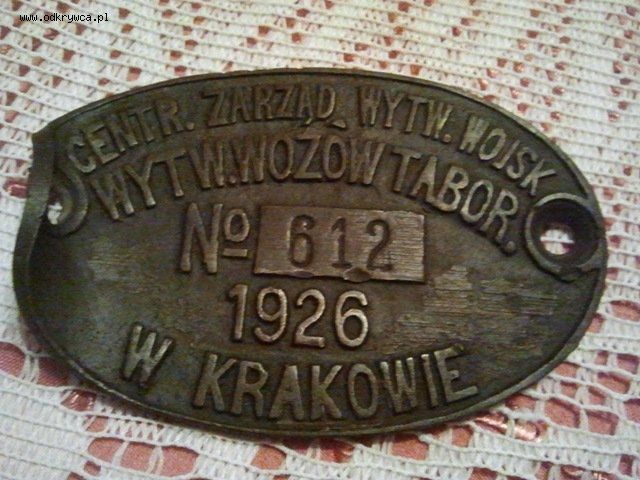 www.odkrywca.pl
CENTR. ZARZĄD WYTW. WOJSK
WYTW. WOZÓW TABOR.
No 612
1926
W KRAKOWIE